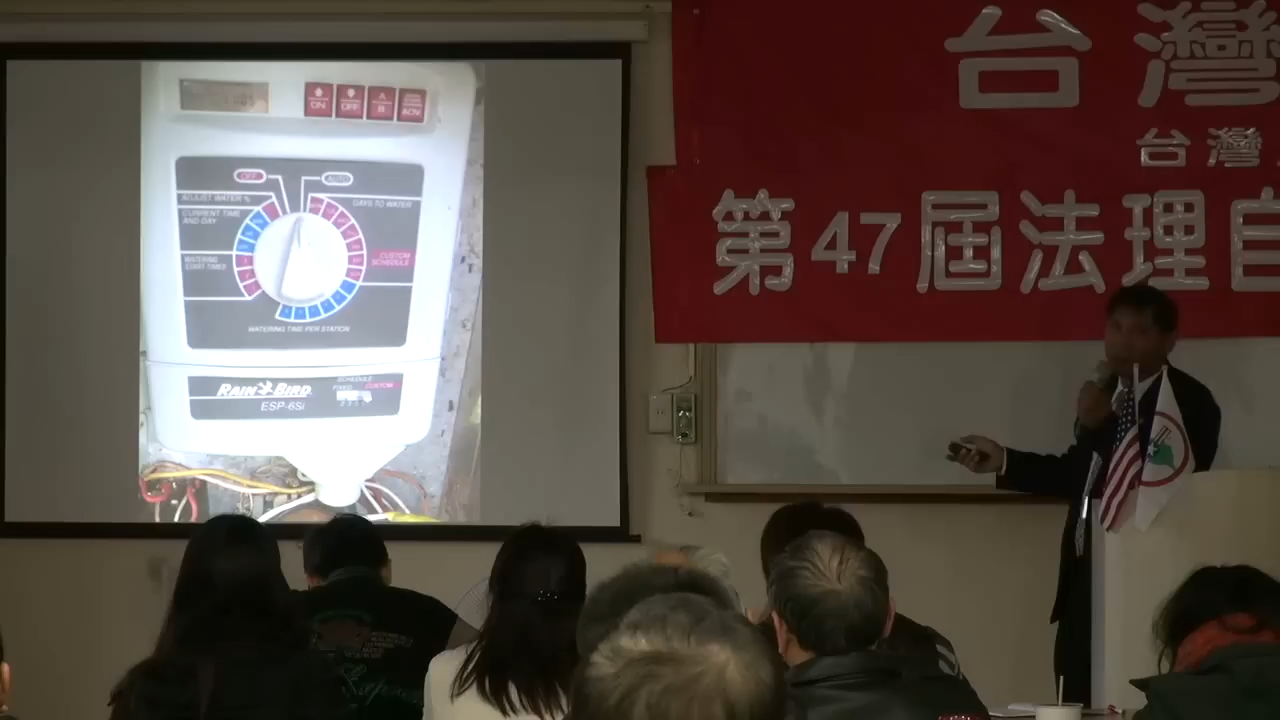 ON
OFF
A
B
ADV
OFF
AUTO
ADJUST WATER %
DAYS TO WATER
CURRENT TIME
AND DAY
WATERING
START TIMES
CUSTOM
SCHEDULE
WATERING TIME PER STATION
RAIN BIRD
ESP-6Si
SCHEDULE
FIXED
CUSTOM
台灣
台灣
第47屆法理自